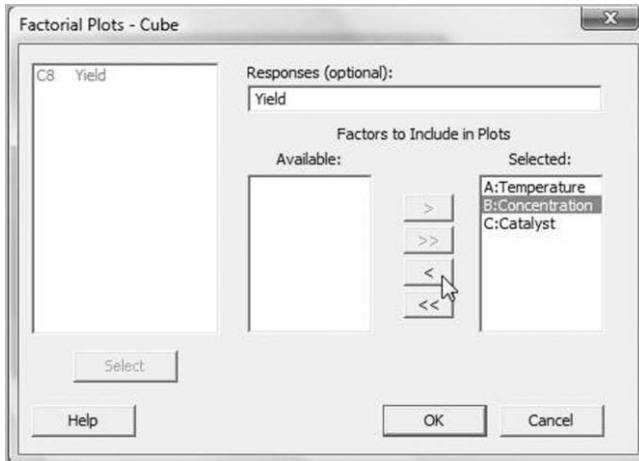 Factorial Plots - Cube
C8 Yield
Responses (optional):
Yield
Factors to Include in Plots
Available:
Selected:
A:Temperature
B:Concentration
C:Catalyst
>
>>
<
<<
Select
Help
OK
Cancel